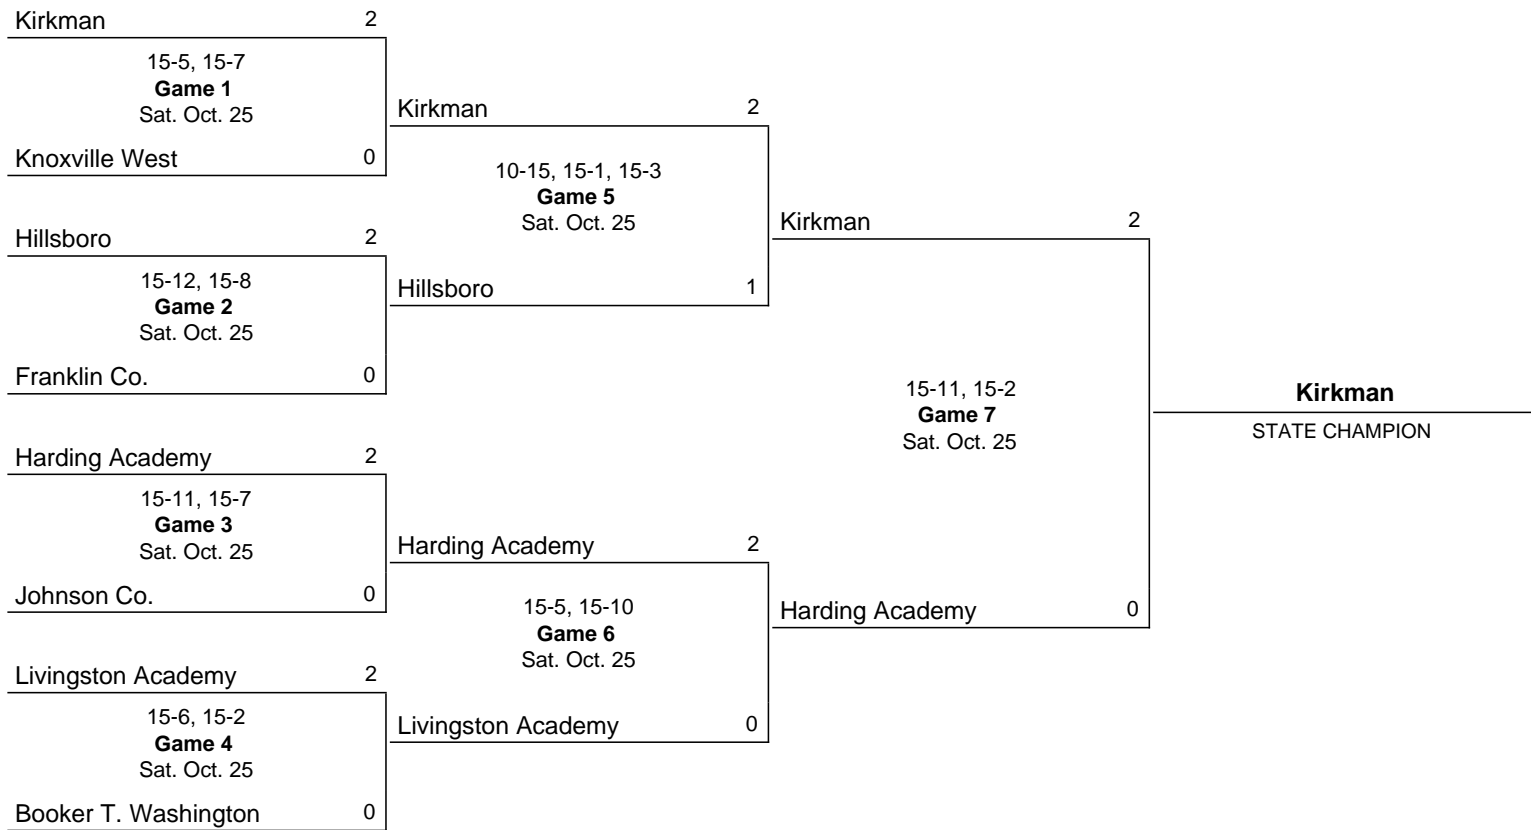 Kirkman 2
15-5, 15-7
Game 1
Sat. Oct. 25
Knoxville West 0
Hillsboro 2
15-12, 15-8
Game 2
Sat. Oct. 25
Franklin Co. 0
Harding Academy 2
15-11, 15-7
Game 3
Sat. Oct. 25
Johnson Co. 0
Livingston Academy 2
15-6, 15-2
Game 4
Sat. Oct. 25
Booker T. Washington 0
Kirkman 2
10-15, 15-1, 15-3
Game 5
Sat. Oct. 25
Hillsboro 1
Harding Academy 2
15-5, 15-10
Game 6
Sat. Oct. 25
Livingston Academy 0
Kirkman 2
15-11, 15-2
Game 7
Sat. Oct. 25
Harding Academy 0
Kirkman
STATE CHAMPION